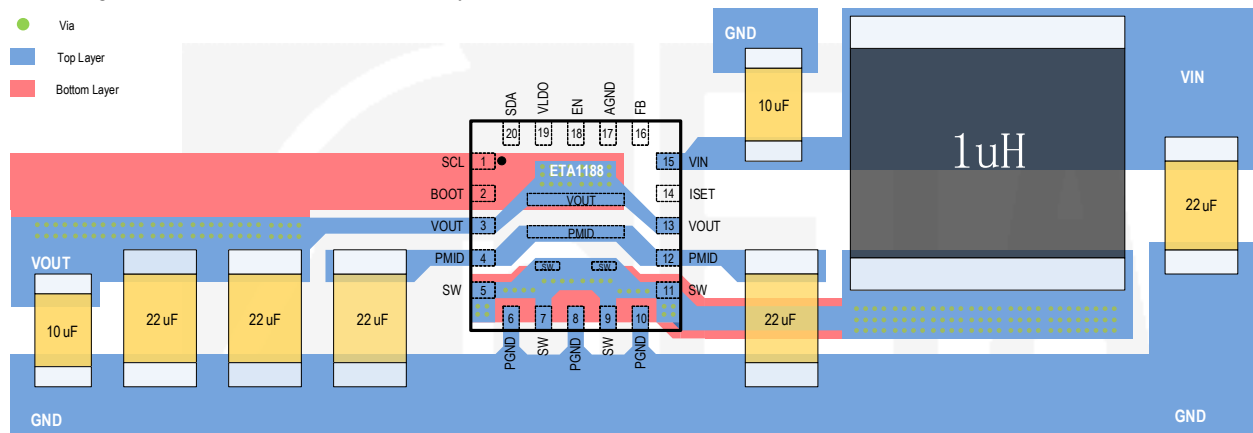 Via
Top Layer
Bottom Layer
GND
VIN
10 uF
1uH
22 uF
SDA
VLDO
EN
AGND
FB
20
19
18
17
16
SCL
1
ETA1188
15
VIN
BOOT
2
VOUT
14
ISET
VOUT
3
13
VOUT
PMID
PMID
4
12
PMID
SW
SW
SW
5
11
SW
6
7
8
9
10
PGND
SW
PGND
SW
PGND
VOUT
10 uF
22 uF
22 uF
22 uF
22 uF
GND
GND